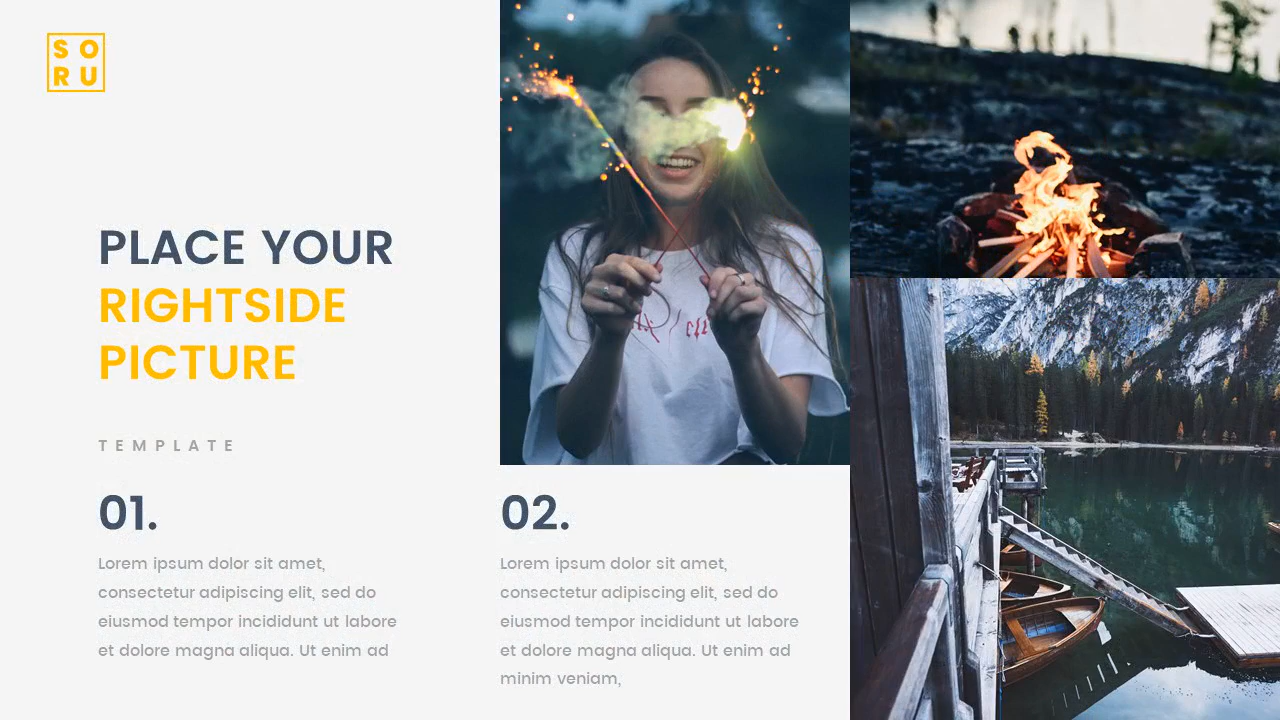 SO
RU
PLACE YOUR
RIGHTSIDE
PICTURE
TEMPLATE
01.
Lorem ipsum dolor sit amet,
consectetur adipiscing elit, sed do
eiusmod tempor incididunt ut labore
et dolore magna aliqua. Ut enim ad
02.
Lorem ipsum dolor sit amet,
consectetur adipiscing elit, sed do
eiusmod tempor incididunt ut labore
et dolore magna aliqua. Ut enim ad
minim veniam,